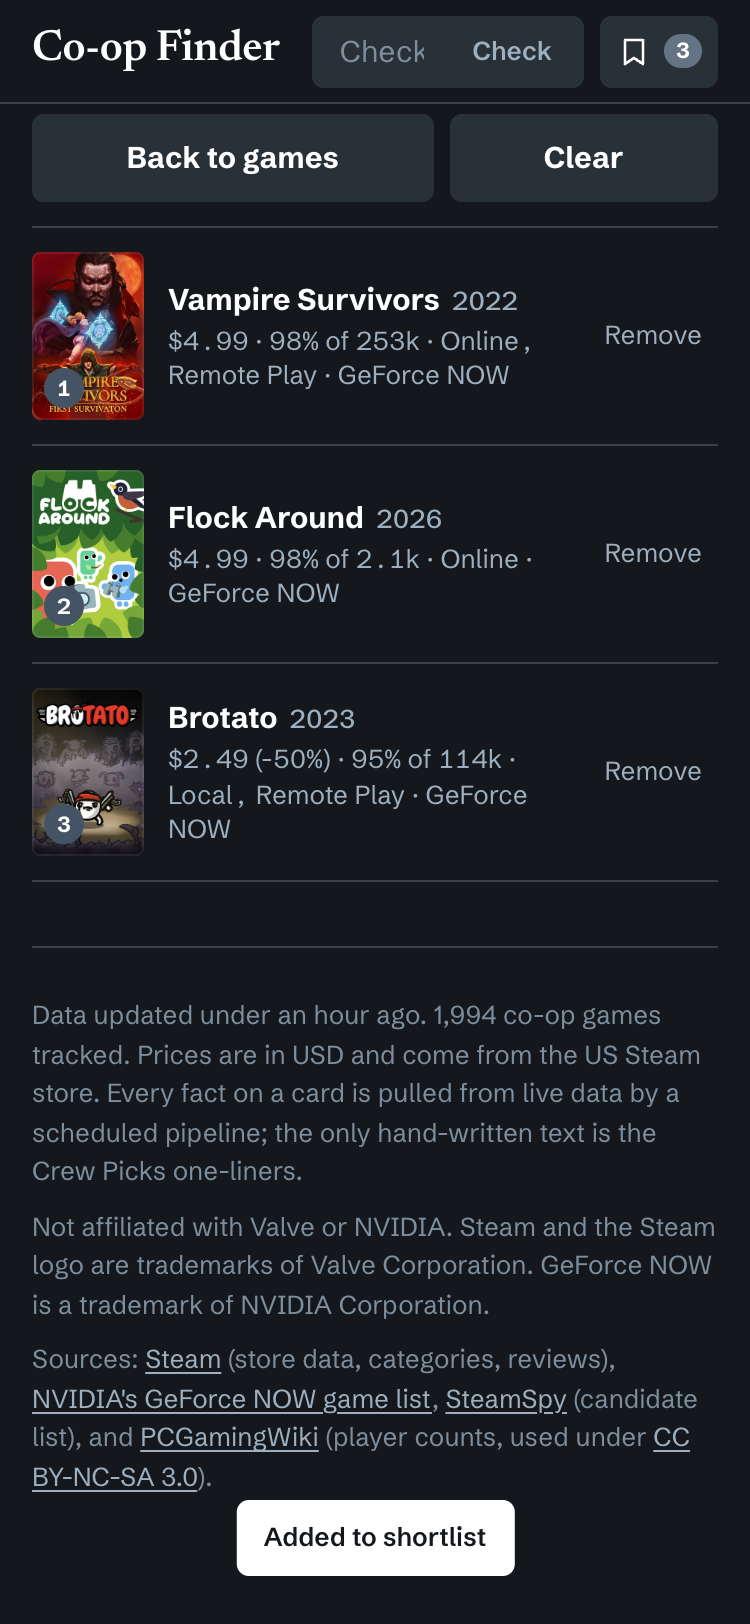 Co-op Finder
Check
Check
3
Back to games
Clear
VAMPIRE
SURVIVORS
FIRST SURVIVATON
1
Vampire Survivors 2022
$4.99 · 98% of 253k · Online,
Remote Play · GeForce NOW
Remove
FLOCK
AROUND
2
Flock Around 2026
$4.99 · 98% of 2.1k · Online ·
GeForce NOW
Remove
BROTATO
3
Brotato 2023
$2.49 (-50%) · 95% of 114k ·
Local, Remote Play · GeForce
NOW
Remove
Data updated under an hour ago. 1,994 co-op games
tracked. Prices are in USD and come from the US Steam
store. Every fact on a card is pulled from live data by a
scheduled pipeline; the only hand-written text is the
Crew Picks one-liners.
Not affiliated with Valve or NVIDIA. Steam and the Steam
logo are trademarks of Valve Corporation. GeForce NOW
is a trademark of NVIDIA Corporation.
Sources: Steam (store data, categories, reviews),
NVIDIA's GeForce NOW game list, SteamSpy (candidate
list), and PCGamingWiki (player counts, used under CC
BY-NC-SA 3.0).
Added to shortlist